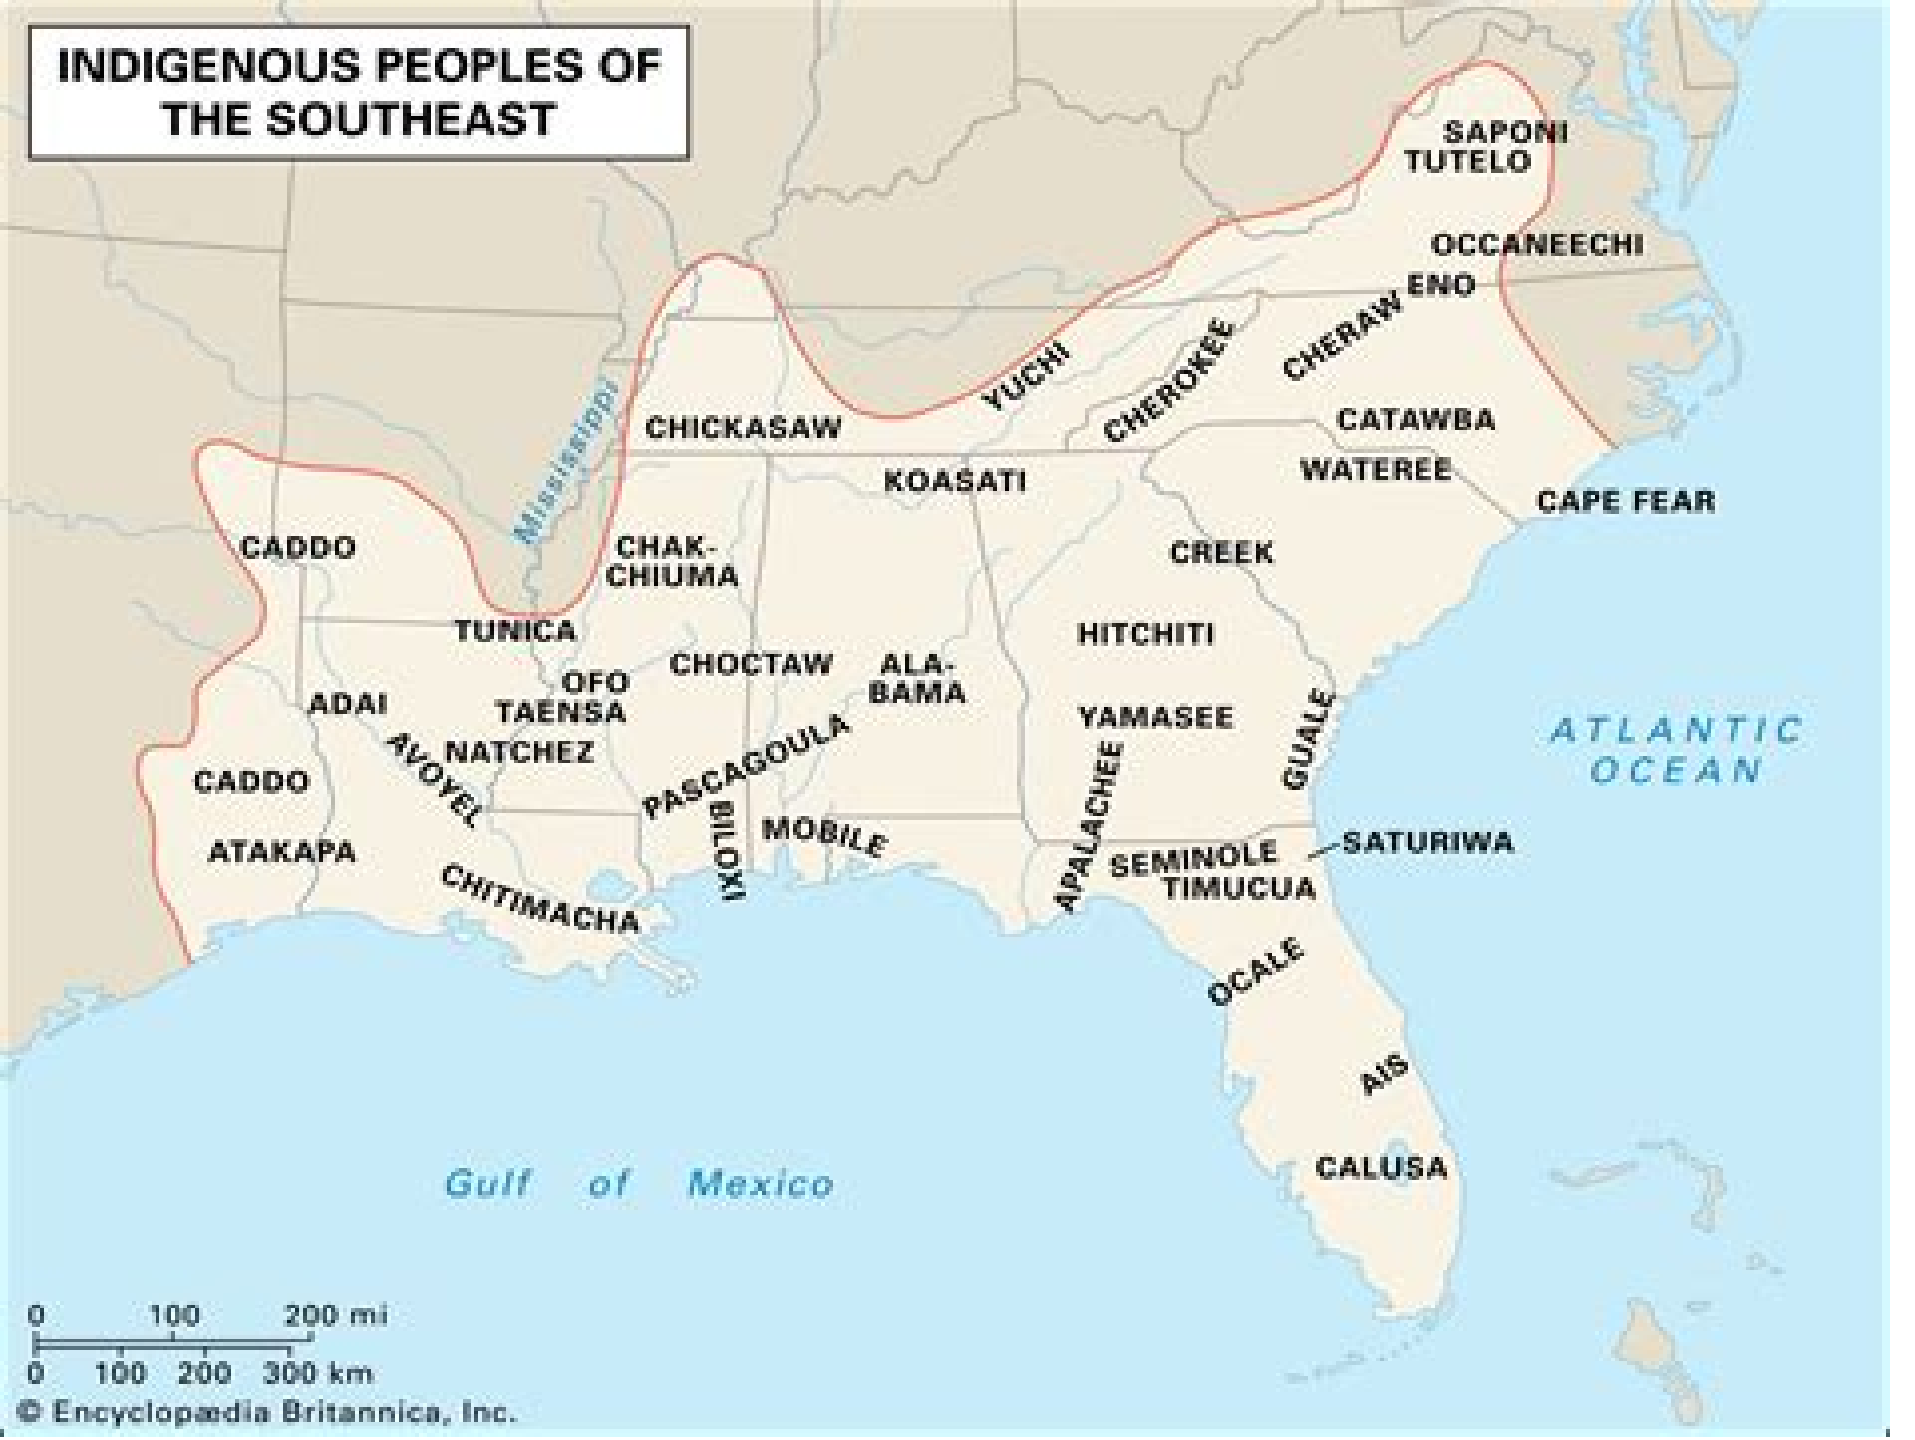 INDIGENOUS PEOPLES OF
THE SOUTHEAST
SAPONI
TUTELO
OCCANEECHI
ENO
CHERAW
CHEROKEE
YUCHI
Mississippi
CHICKASAW
CATAWBA
KOASATI
WATEREE
CAPE FEAR
CADDO
CHAK-
CHIUMA
CREEK
TUNICA
HITCHITI
CHOCTAW
ALA-
BAMA
OFO
TAENSA
ADAI
YAMASEE
GUALE
ATLANTIC
OCEAN
AVOYEL
NATCHEZ
PASCAGOULA
APALACHEE
CADDO
BILOXI
MOBILE
SATURIWA
ATAKAPA
SEMINOLE
TIMUCUA
CHITIMACHA
OCALE
AIS
CALUSA
Gulf of Mexico
0 100 200 mi
0 100 200 300 km
© Encyclopædia Britannica, Inc.